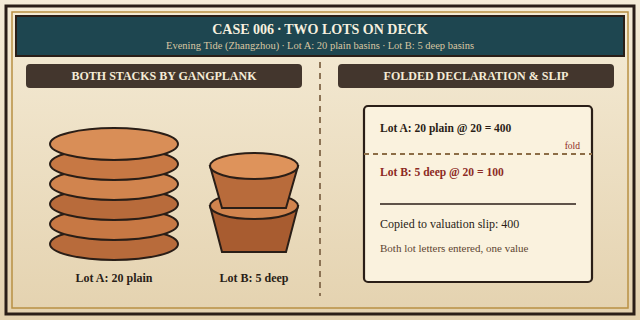 CASE 006 · TWO LOTS ON DECK
Evening Tide (Zhangzhou) · Lot A: 20 plain basins · Lot B: 5 deep basins
BOTH STACKS BY GANGPLANK
Lot A: 20 plain
Lot B: 5 deep
FOLDED DECLARATION & SLIP
Lot A: 20 plain @ 20 = 400
fold
Lot B: 5 deep @ 20 = 100
Copied to valuation slip: 400
Both lot letters entered, one value